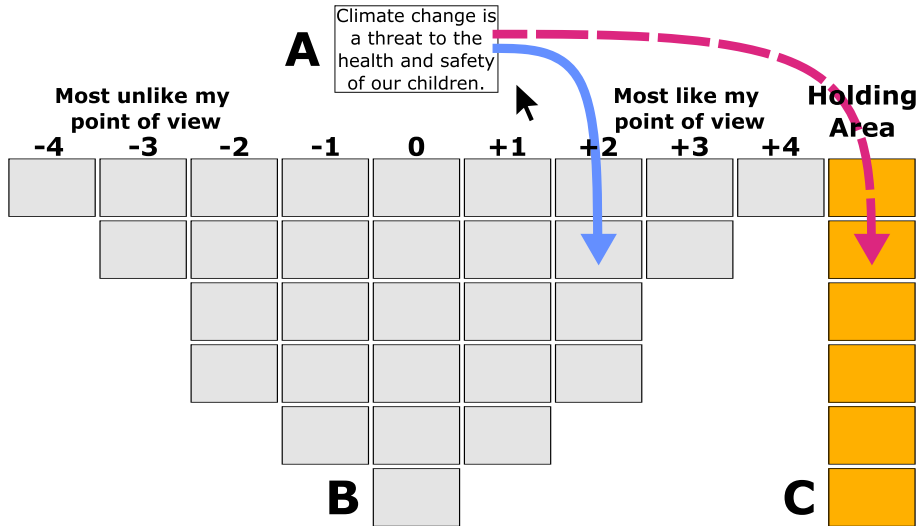 A
Climate change is
a threat to the
health and safety
of our children.
Most unlike my
point of view
Most like my
point of view
Holding
Area
-4 -3 -2 -1 0 +1 +2 +3 +4
B
C